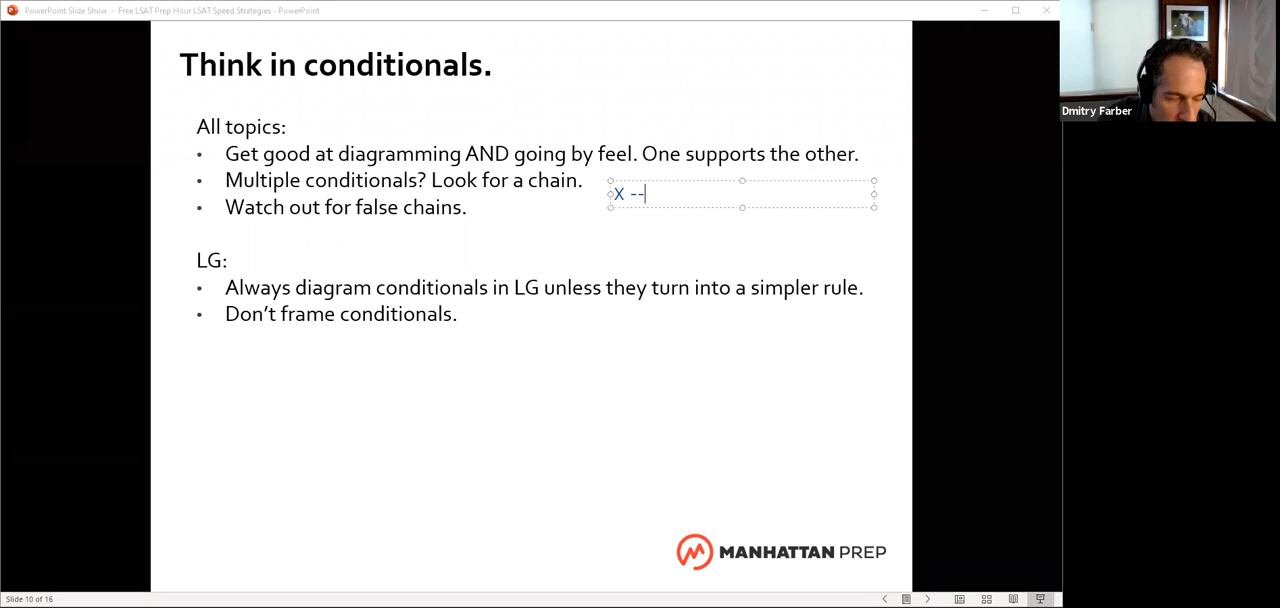 PowerPoint Slide Show - Free LSAT Prep Hour LSAT Speed Strategies - PowerPoint
Think in conditionals.
Dmitry Farber
All topics:
• Get good at diagramming AND going by feel. One supports the other.
• Multiple conditionals? Look for a chain.
X --
• Watch out for false chains.
LG:
• Always diagram conditionals in LG unless they turn into a simpler rule.
• Don’t frame conditionals.
MANHATTAN PREP
Slide 10 of 16